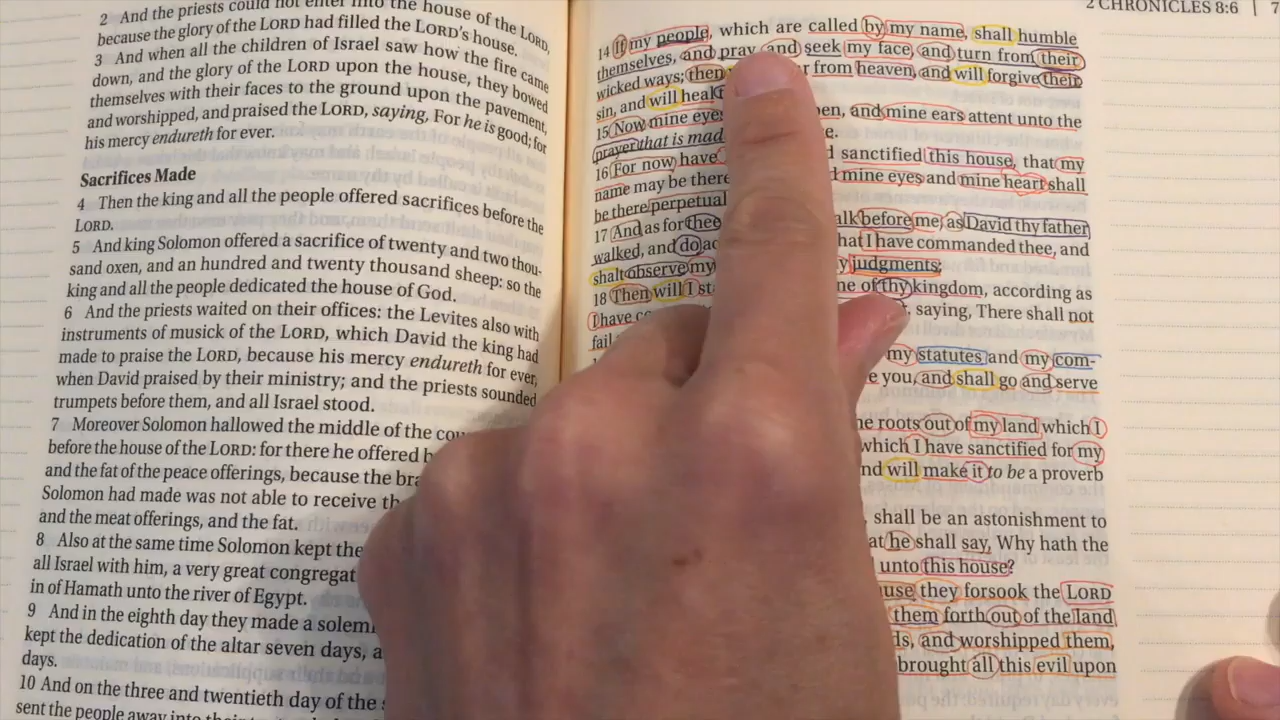 2 And the priests could not enter into the house of the LORD,
because the glory of the LORD had filled the LORD's house.
3 And when all the children of Israel saw how the fire came
down, and the glory of the LORD upon the house, they bowed
themselves with their faces to the ground upon the pavement,
and worshipped, and praised the LORD, saying, For he is good; for
his mercy endureth for ever.
Sacrifices Made
4 Then the king and all the people offered sacrifices before the
LORD.
5 And king Solomon offered a sacrifice of twenty and two thou-
sand oxen, and an hundred and twenty thousand sheep: so the
king and all the people dedicated the house of God.
6 And the priests waited on their offices: the Levites also with
instruments of musick of the LORD, which David the king had
made to praise the LORD, because his mercy endureth for ever,
when David praised by their ministry; and the priests sounded
trumpets before them, and all Israel stood.
7 Moreover Solomon hallowed the middle of the
before the house of the LORD: for there he offered
and the fat of the peace offerings, because the
Solomon had made was not able to receive
and the meat offerings, and the fat.
8 Also at the same time Solomon kept the
all Israel with him, a very great
in of Hamath unto the river of Egypt.
9 And in the eighth day they made a
kept the dedication of the altar seven days,
days.
10 And on the three and twentieth day of the
sent the people away into
2 CHRONICLES 8:6 | 7
14 If my people, which are called by my name, shall humble
themselves, and pray, and seek my face, and turn from their
wicked ways; then from heaven, and will forgive their
sin, and will heal
15 Now mine eyes and mine ears attent unto the
prayer that is made
16 For now have sanctified this house, that my
name may be there mine eyes and mine heart shall
be there perpetual
17 And as for thee before me, as David thy father
walked, and do that I have commanded thee, and
shalt observe my judgments;
18 Then will I of thy kingdom, according as
I have saying, There shall not
fail
my statutes and my com-
you, and shall go and serve
roots out of my land which I
which I have sanctified for my
will make it to be a proverb
shall be an astonishment to
he shall say, Why hath the
unto this house?
they forsook the LORD
them forth out of the land
and worshipped them,
brought all this evil upon